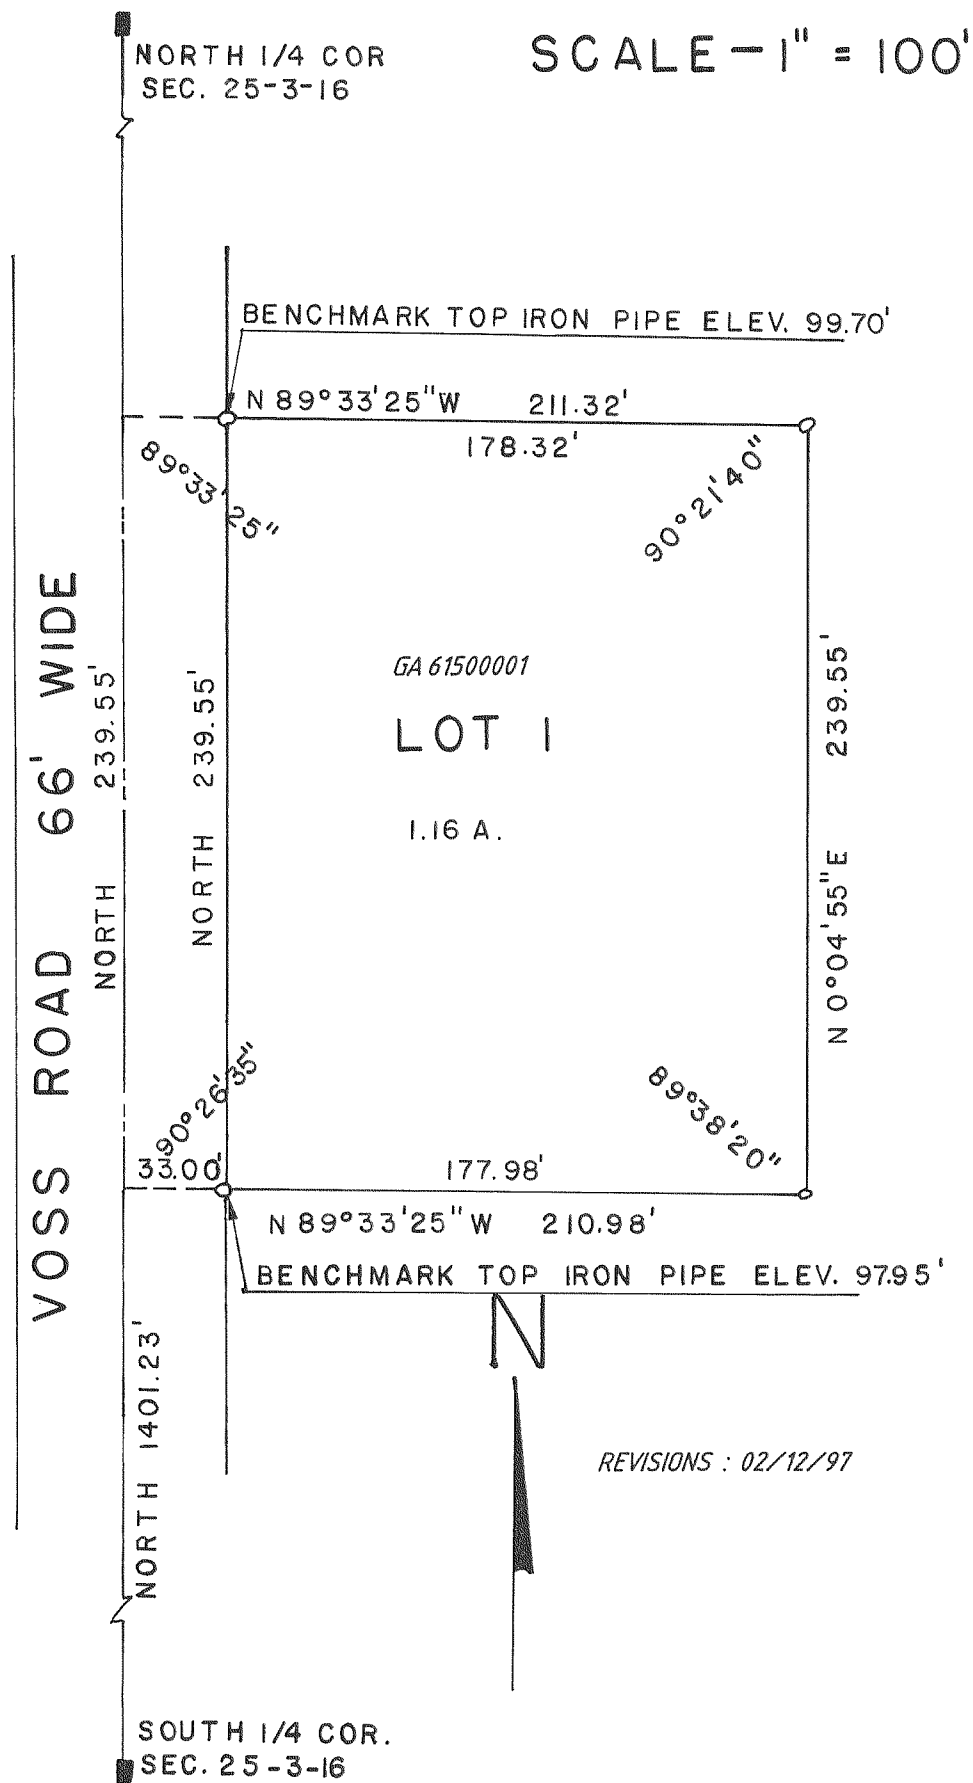 NORTH 1/4 COR
SEC. 25-3-16
SCALE - 1" = 100'
BENCHMARK TOP IRON PIPE ELEV. 99.70'
N 89°33'25"W 211.32'
178.32'
89°33'25"
90°21'40"
VOSS ROAD 66' WIDE
NORTH 239.55'
NORTH 239.55'
GA 61500001
LOT 1
1.16 A.
N 0°04'55"E 239.55'
90°26'35"
89°38'20"
33.00'
177.98'
N 89°33'25"W 210.98'
BENCHMARK TOP IRON PIPE ELEV. 97.95'
N
NORTH 1401.23'
REVISIONS : 02/12/97
SOUTH 1/4 COR.
SEC. 25-3-16